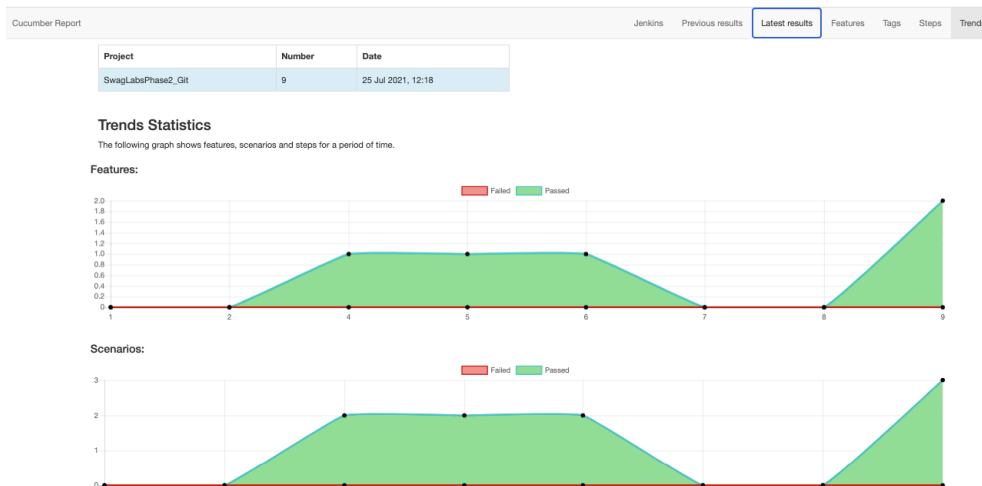 Cucumber Report Jenkins Previous results Latest results Features Tags Steps Trends
Project Number Date
SwagLabsPhase2_Git 9 25 Jul 2021, 12:18
Trends Statistics
The following graph shows features, scenarios and steps for a period of time.
Features:
Failed Passed
2.0
1.8
1.6
1.4
1.2
1.0
0.8
0.6
0.4
0.2
0
1 2 4 5 6 7 8 9
Scenarios:
Failed Passed
3
2
1
0